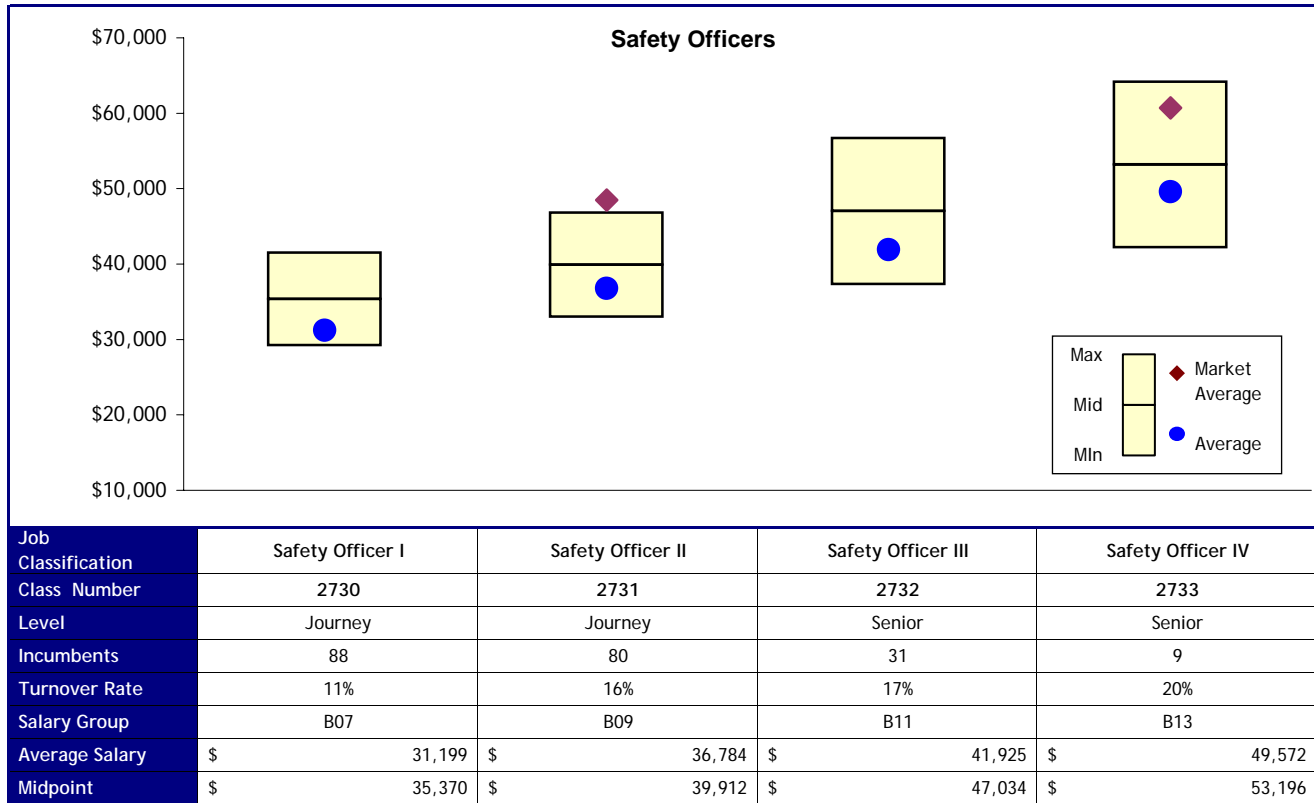 Safety Officers
$70,000
$60,000
$50,000
$40,000
$30,000
$20,000
$10,000
Max
Mid
MIn
Market
Average
Average
Job
Classification Safety Officer I Safety Officer II Safety Officer III Safety Officer IV
Class Number 2730 2731 2732 2733
Level Journey Journey Senior Senior
Incumbents 88 80 31 9
Turnover Rate 11% 16% 17% 20%
Salary Group B07 B09 B11 B13
Average Salary $ 31,199 $ 36,784 $ 41,925 $ 49,572
Midpoint $ 35,370 $ 39,912 $ 47,034 $ 53,196